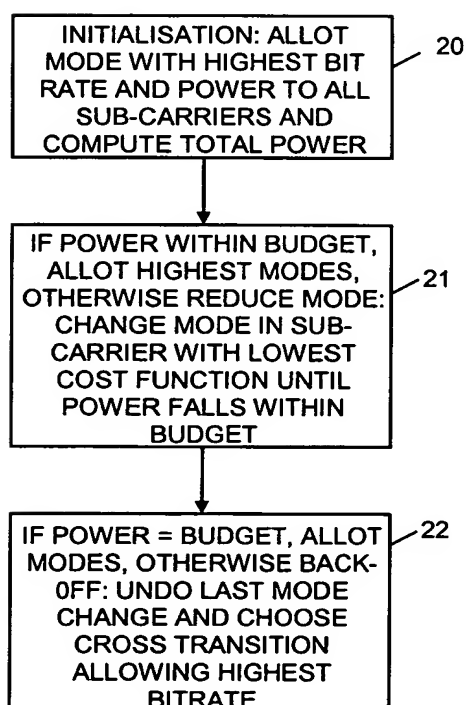 INITIALISATION: ALLOT
MODE WITH HIGHEST BIT
RATE AND POWER TO ALL
SUB-CARRIERS AND
COMPUTE TOTAL POWER
20
IF POWER WITHIN BUDGET,
ALLOT HIGHEST MODES,
OTHERWISE REDUCE MODE:
CHANGE MODE IN SUB-
CARRIER WITH LOWEST
COST FUNCTION UNTIL
POWER FALLS WITHIN
BUDGET
21
IF POWER = BUDGET, ALLOT
MODES, OTHERWISE BACK-
0FF: UNDO LAST MODE
CHANGE AND CHOOSE
CROSS TRANSITION
ALLOWING HIGHEST
BITRATE
22